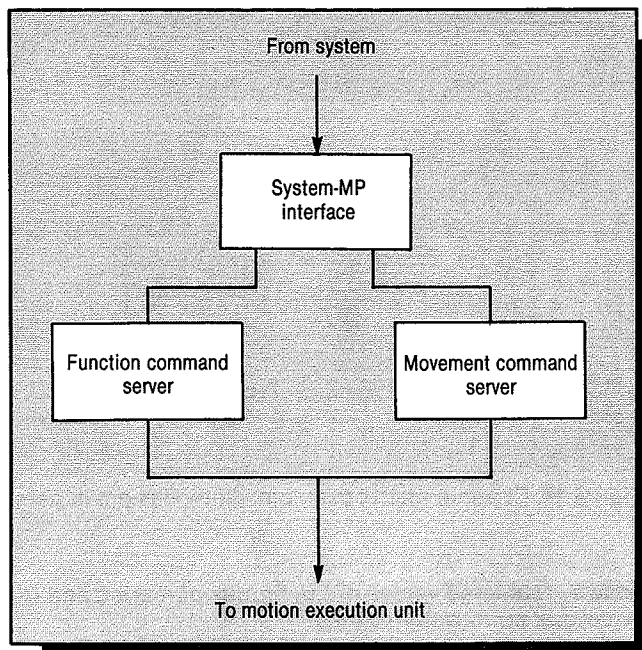 From system
System-MP
interface
Function command
server
Movement command
server
To motion execution unit